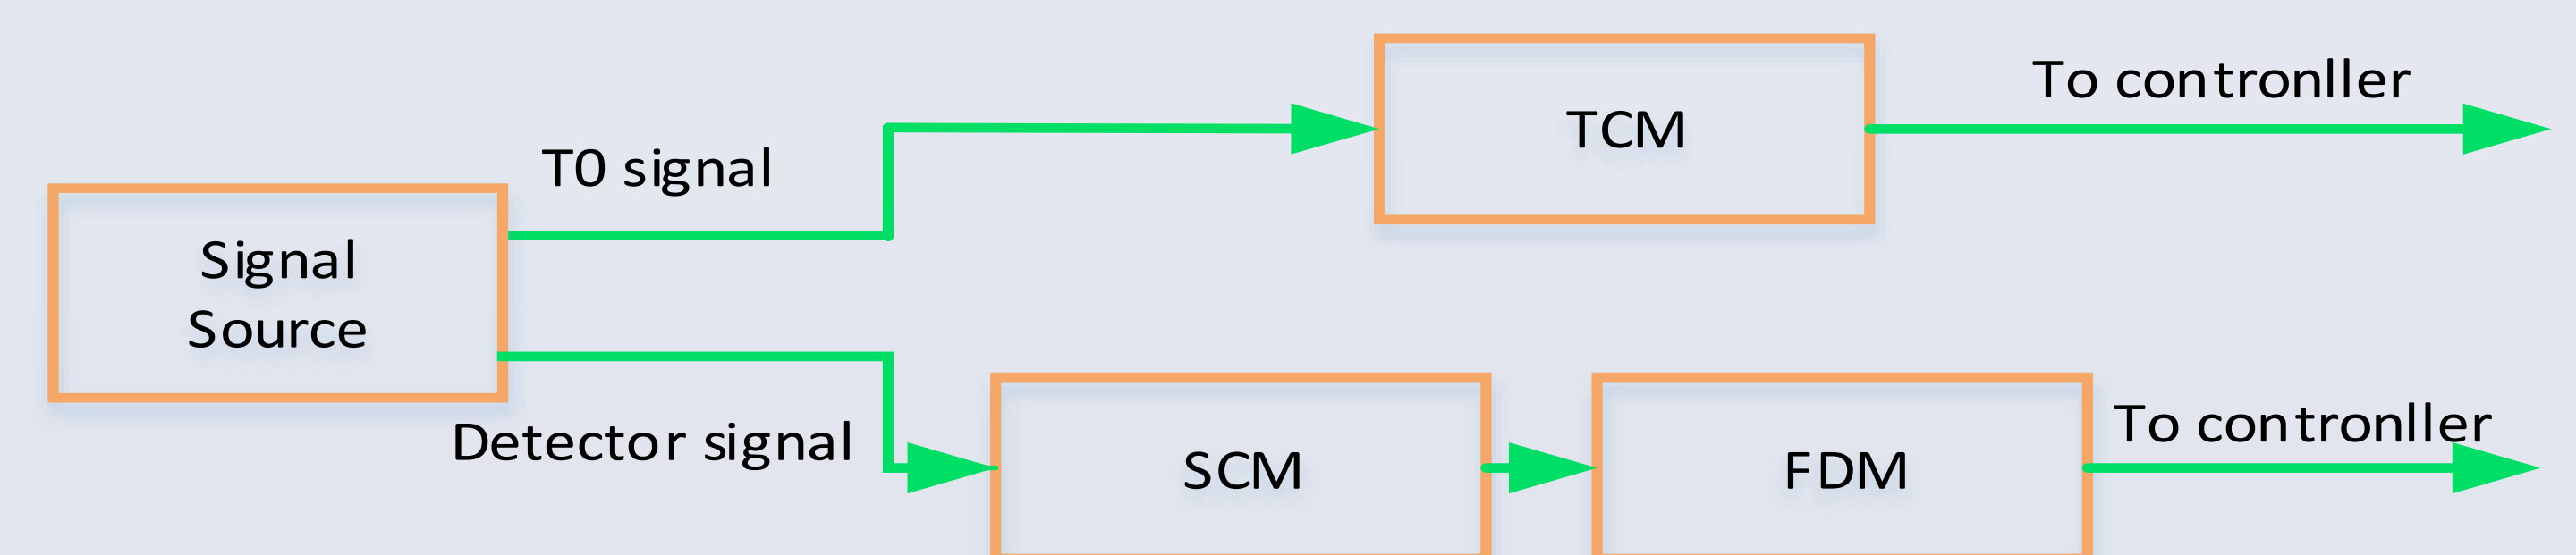 To contronller
TCM
T0 signal
Signal
Source
To contronller
Detector signal
SCM
FDM